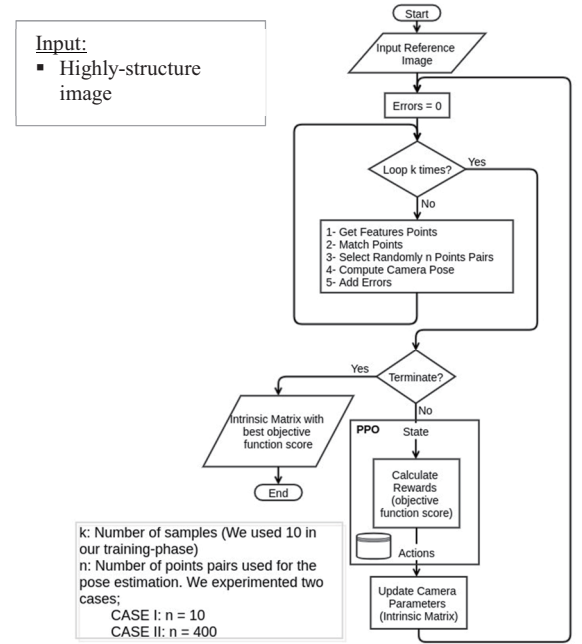 Input:
▪ Highly-structure
image
Start
Input Reference
Image
Errors = 0
Loop k times?
Yes
No
1- Get Features Points
2- Match Points
3- Select Randomly n Points Pairs
4- Compute Camera Pose
5- Add Errors
Terminate?
Yes
No
Intrinsic Matrix with
best objective
function score
End
PPO
State
Calculate
Rewards
(objective
function score)
Actions
Update Camera
Parameters
(Intrinsic Matrix)
k: Number of samples (We used 10 in
our training-phase)
n: Number of points pairs used for the
pose estimation. We experimented two
cases;
CASE I: n = 10
CASE II: n = 400